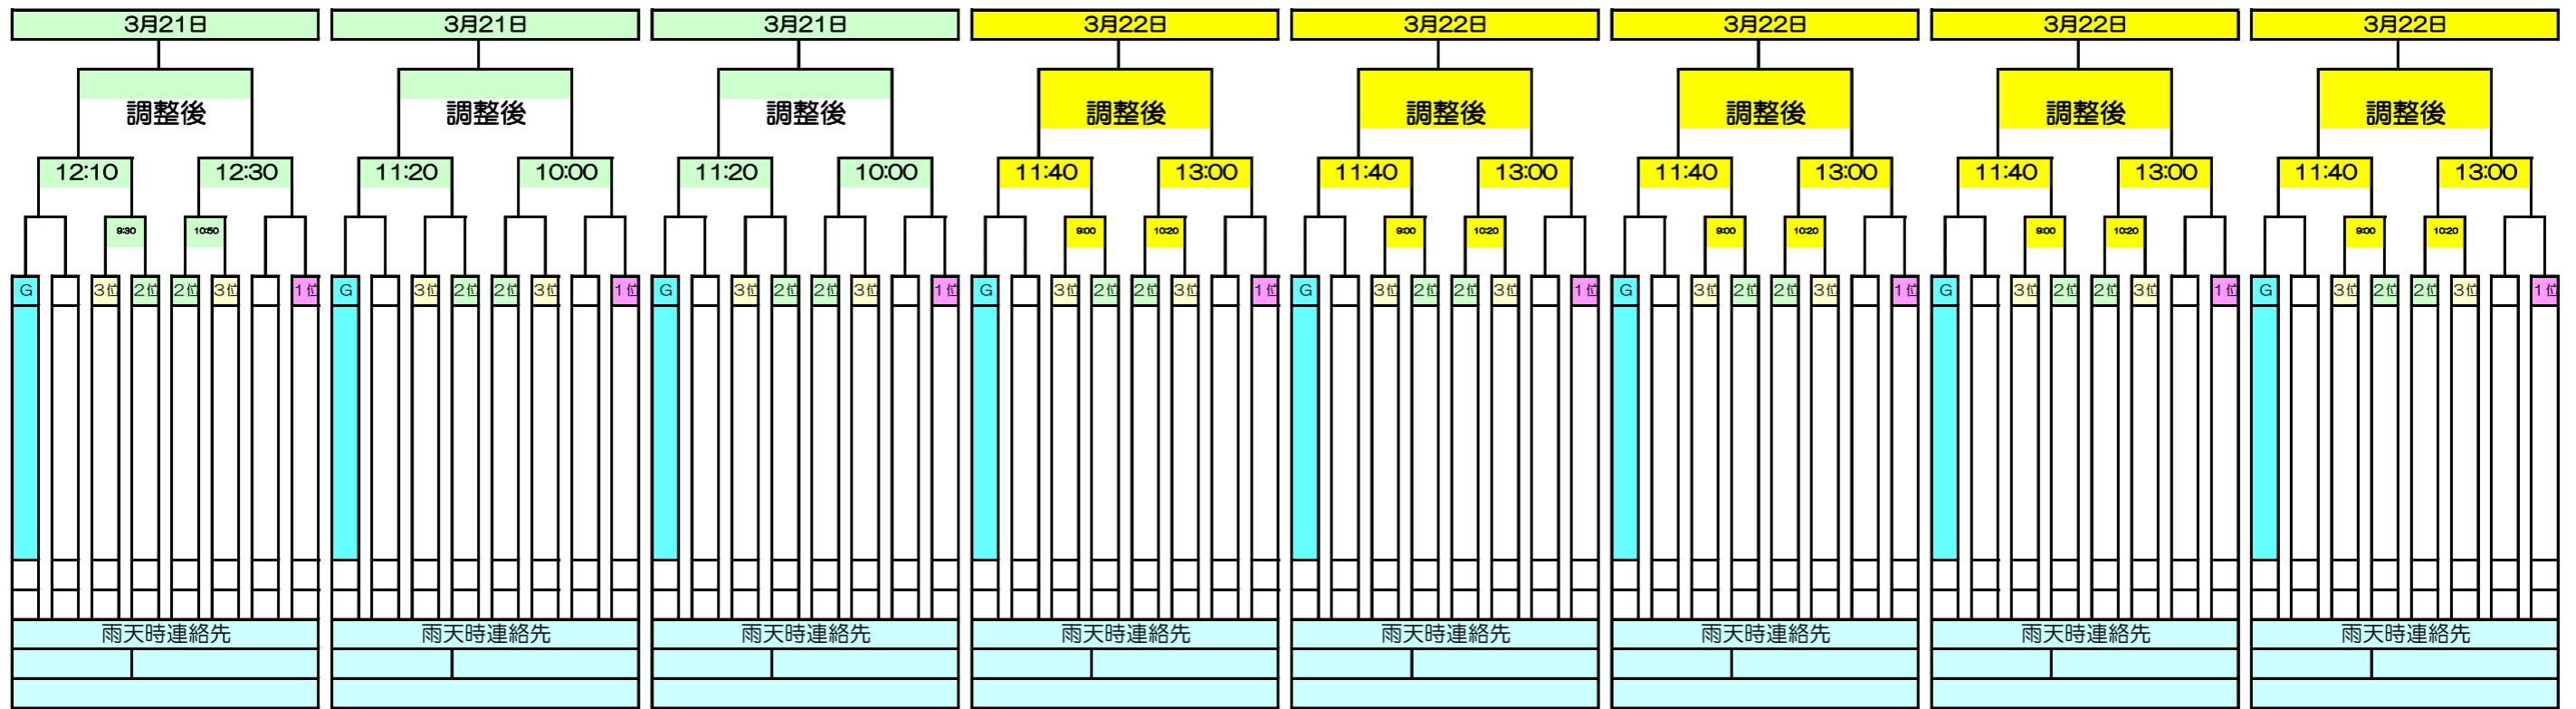 3月21日 3月21日 3月21日 3月22日 3月22日 3月22日 3月22日 3月22日
調整後 調整後 調整後 調整後 調整後 調整後 調整後 調整後
12:10 12:30 11:20 10:00 11:20 10:00 11:40 13:00 11:40 13:00 11:40 13:00 11:40 13:00 11:40 13:00
9:30 10:50 9:00 10:20 9:00 10:20 9:00 10:20 9:00 10:20 9:00 10:20
G 3位 2位 2位 3位 1位 G 3位 2位 2位 3位 1位 G 3位 2位 2位 3位 1位 G 3位 2位 2位 3位 1位 G 3位 2位 2位 3位 1位 G 3位 2位 2位 3位 1位 G 3位 2位 2位 3位 1位 G 3位 2位 2位 3位 1位
雨天時連絡先 雨天時連絡先 雨天時連絡先 雨天時連絡先 雨天時連絡先 雨天時連絡先 雨天時連絡先 雨天時連絡先